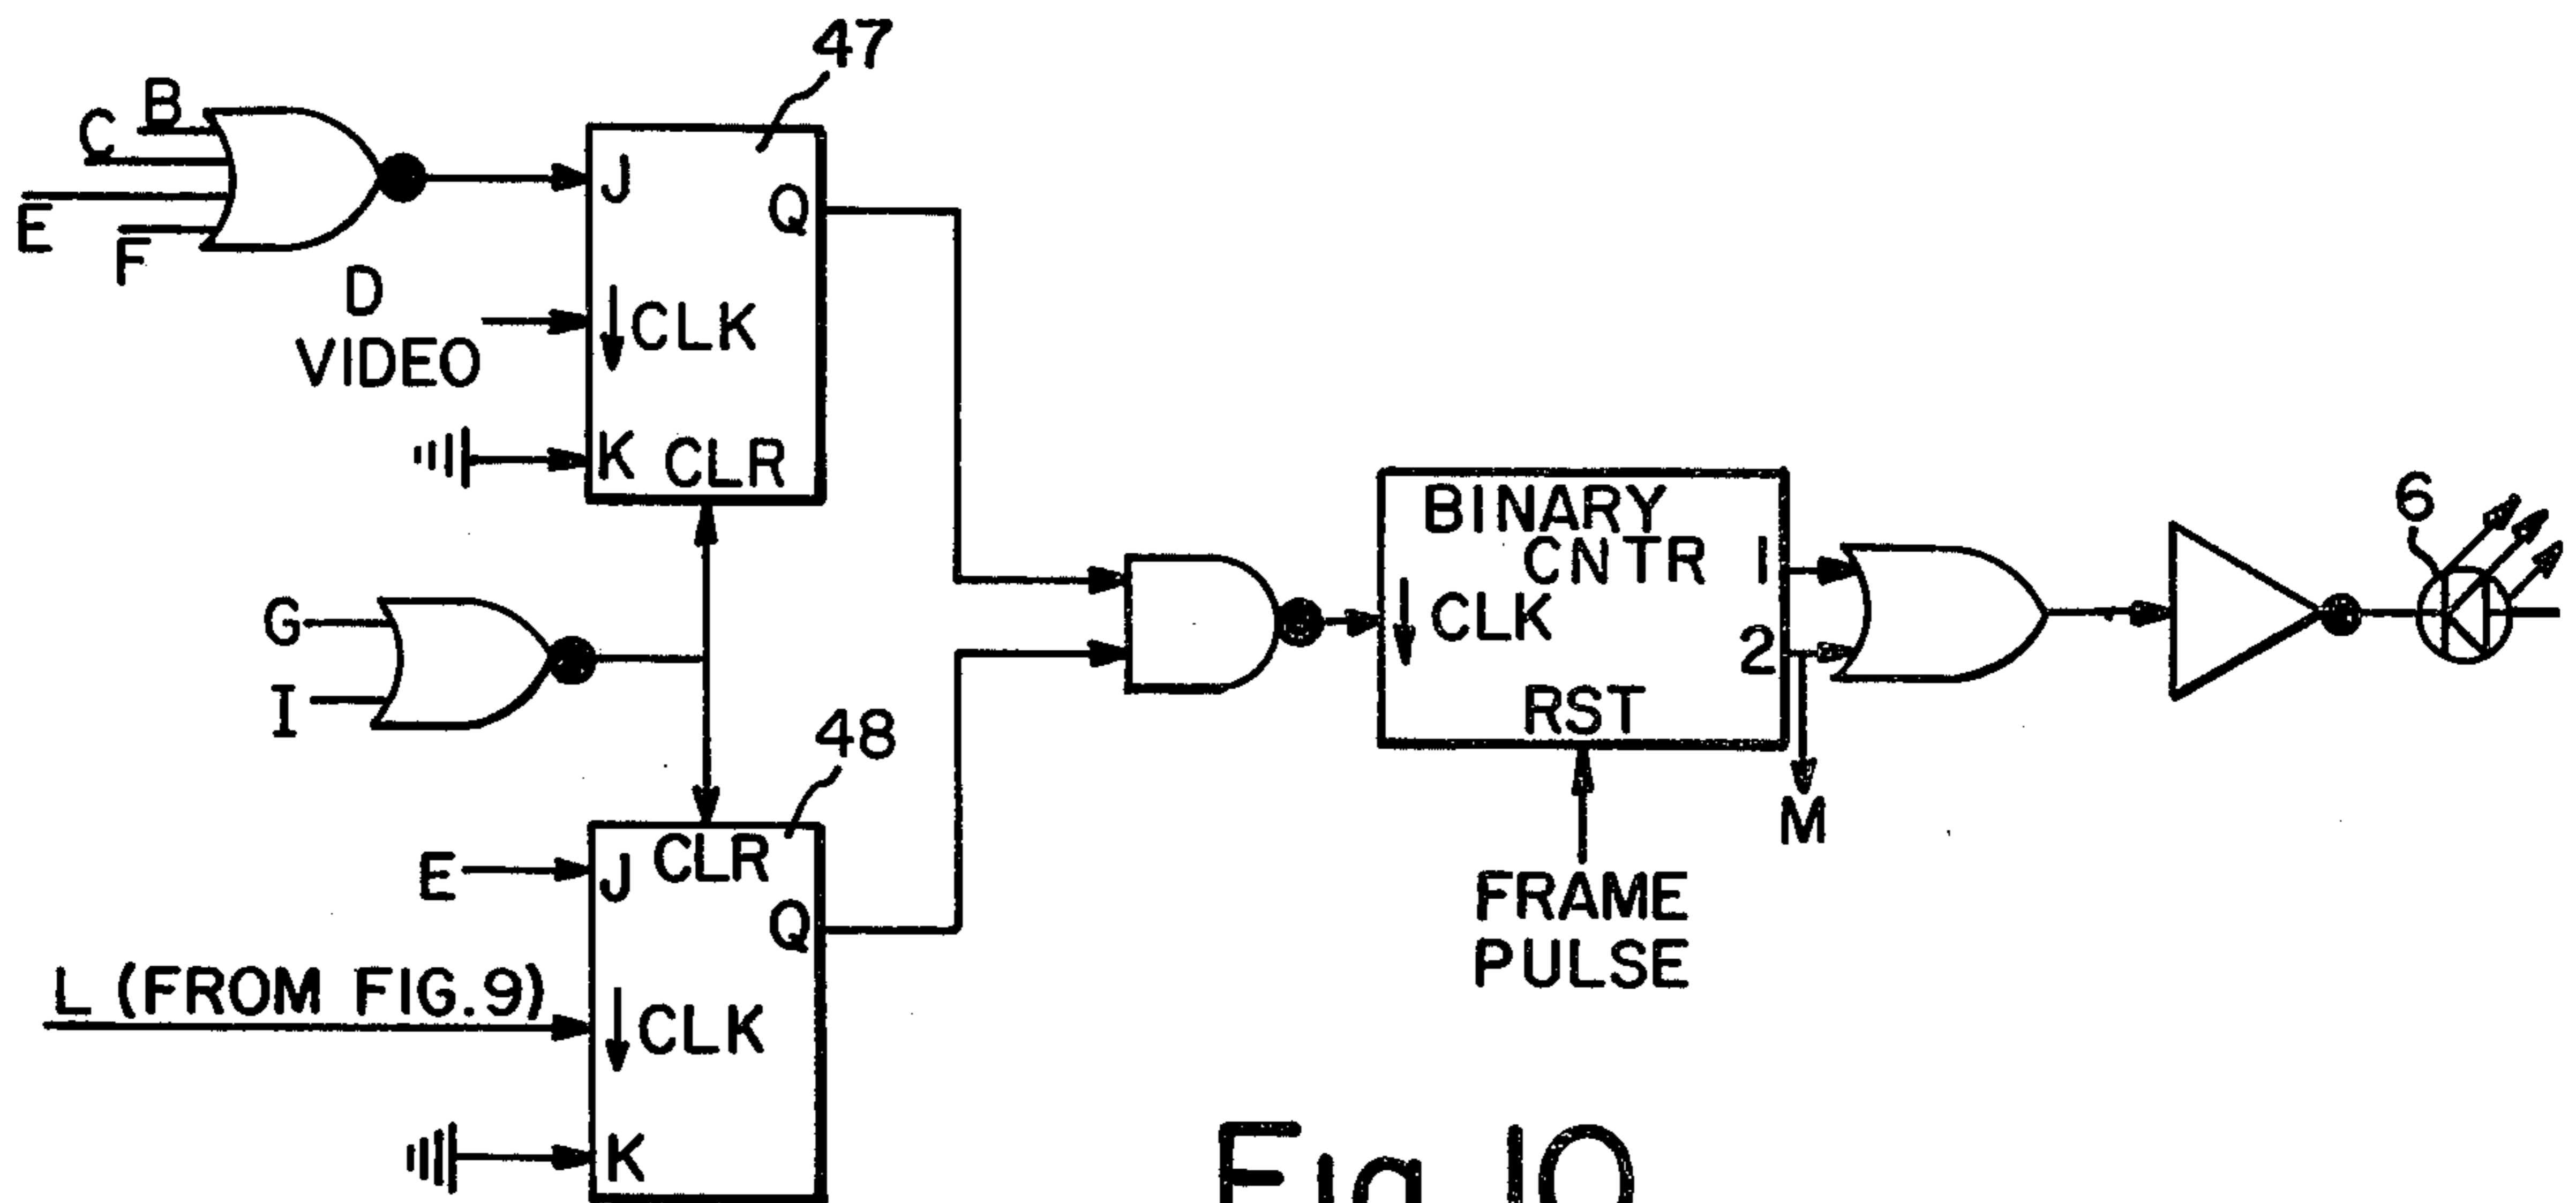 47
B
C
E
F
J
Q
D
VIDEO
CLK
K CLR
G
I
48
J CLR
E
Q
L (FROM FIG.9)
CLK
K
BINARY
CNTR 1
CLK
2
RST
M
FRAME
PULSE
6
Fig 10